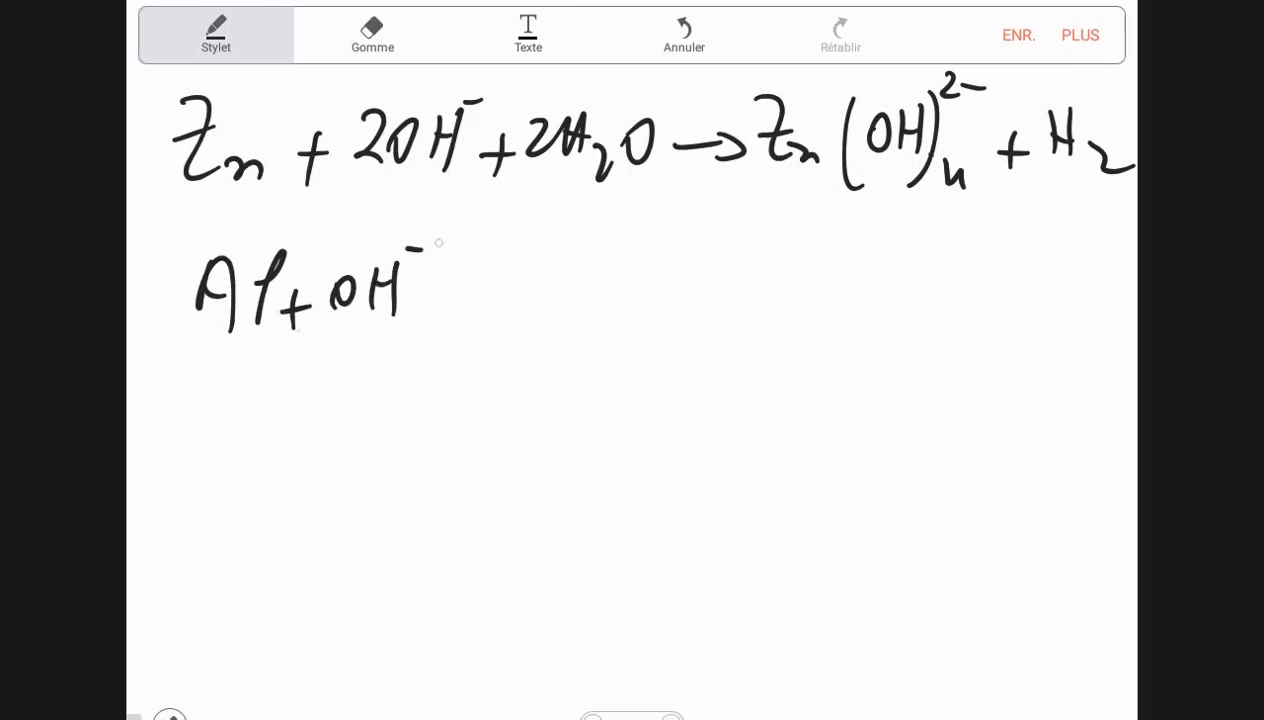 Stylet Gomme Texte Annuler Rétablir ENR. PLUS
Zn + 2OH⁻ + 2H₂O → Zn(OH)₄²⁻ + H₂
Al + OH⁻